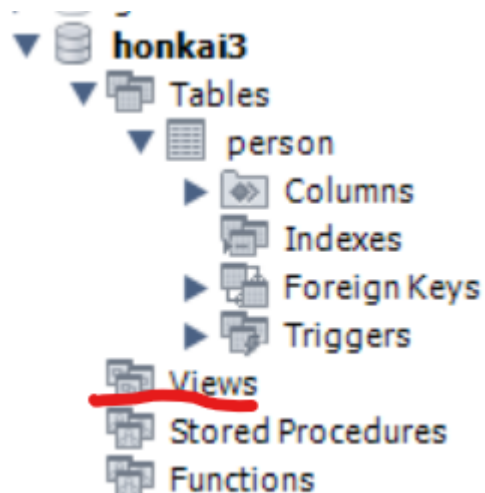 honkai3
Tables
person
Columns
Indexes
Foreign Keys
Triggers
Views
Stored Procedures
Functions